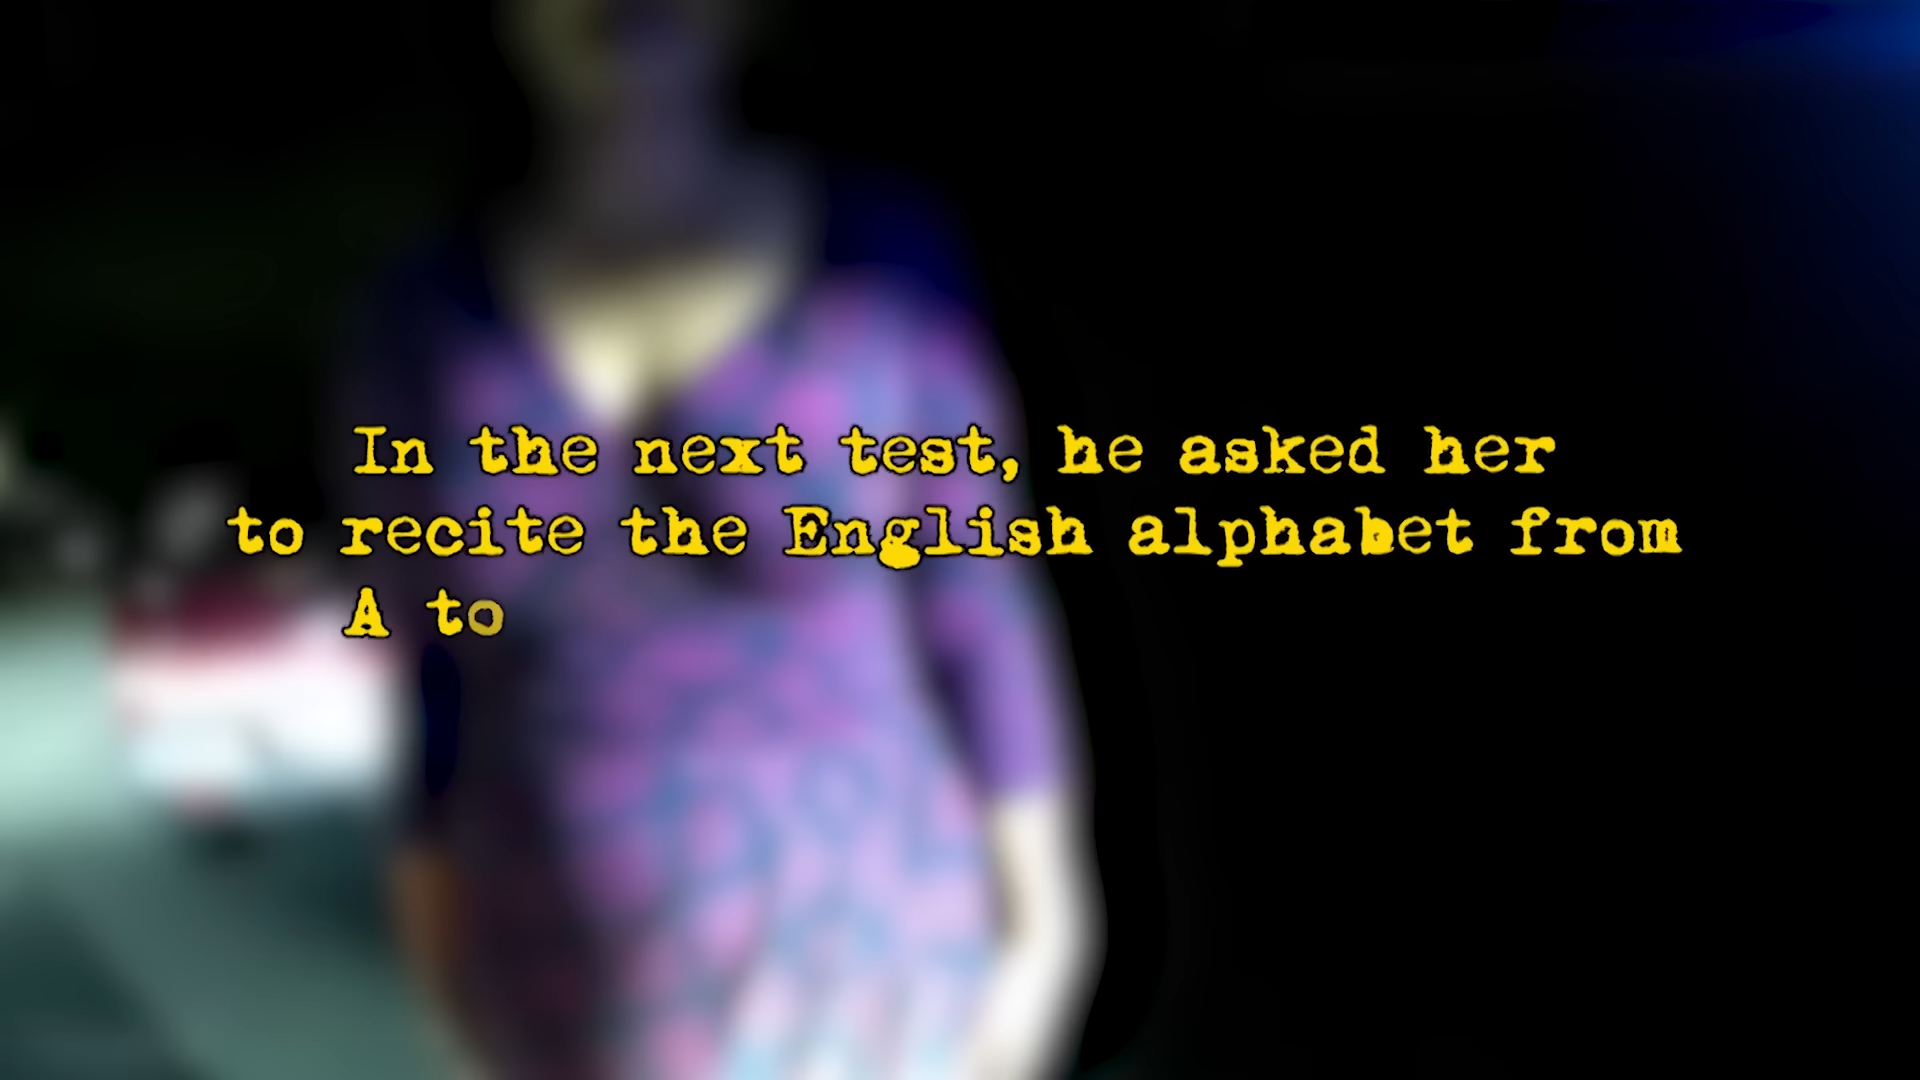 In the next test, he asked her
to recite the English alphabet from
A to